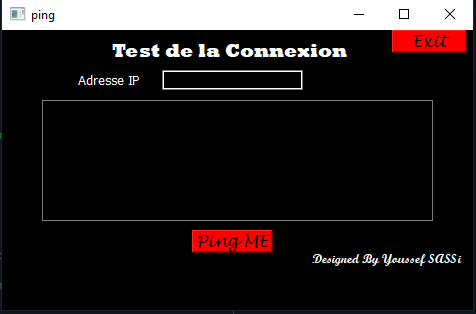 ping
Exit
Test de la Connexion
Adresse IP
Ping ME
Designed By Youssef SASSi